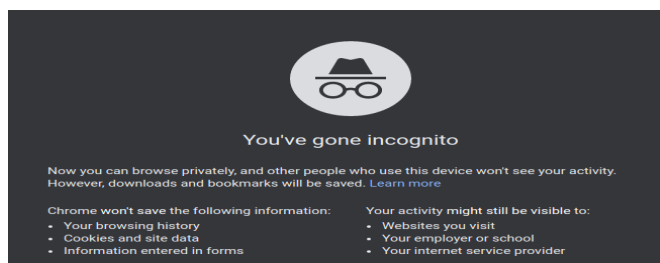 You've gone incognito
Now you can browse privately, and other people who use this device won't see your activity.
However, downloads and bookmarks will be saved. Learn more
Chrome won't save the following information:
• Your browsing history
• Cookies and site data
• Information entered in forms
Your activity might still be visible to:
• Websites you visit
• Your employer or school
• Your internet service provider